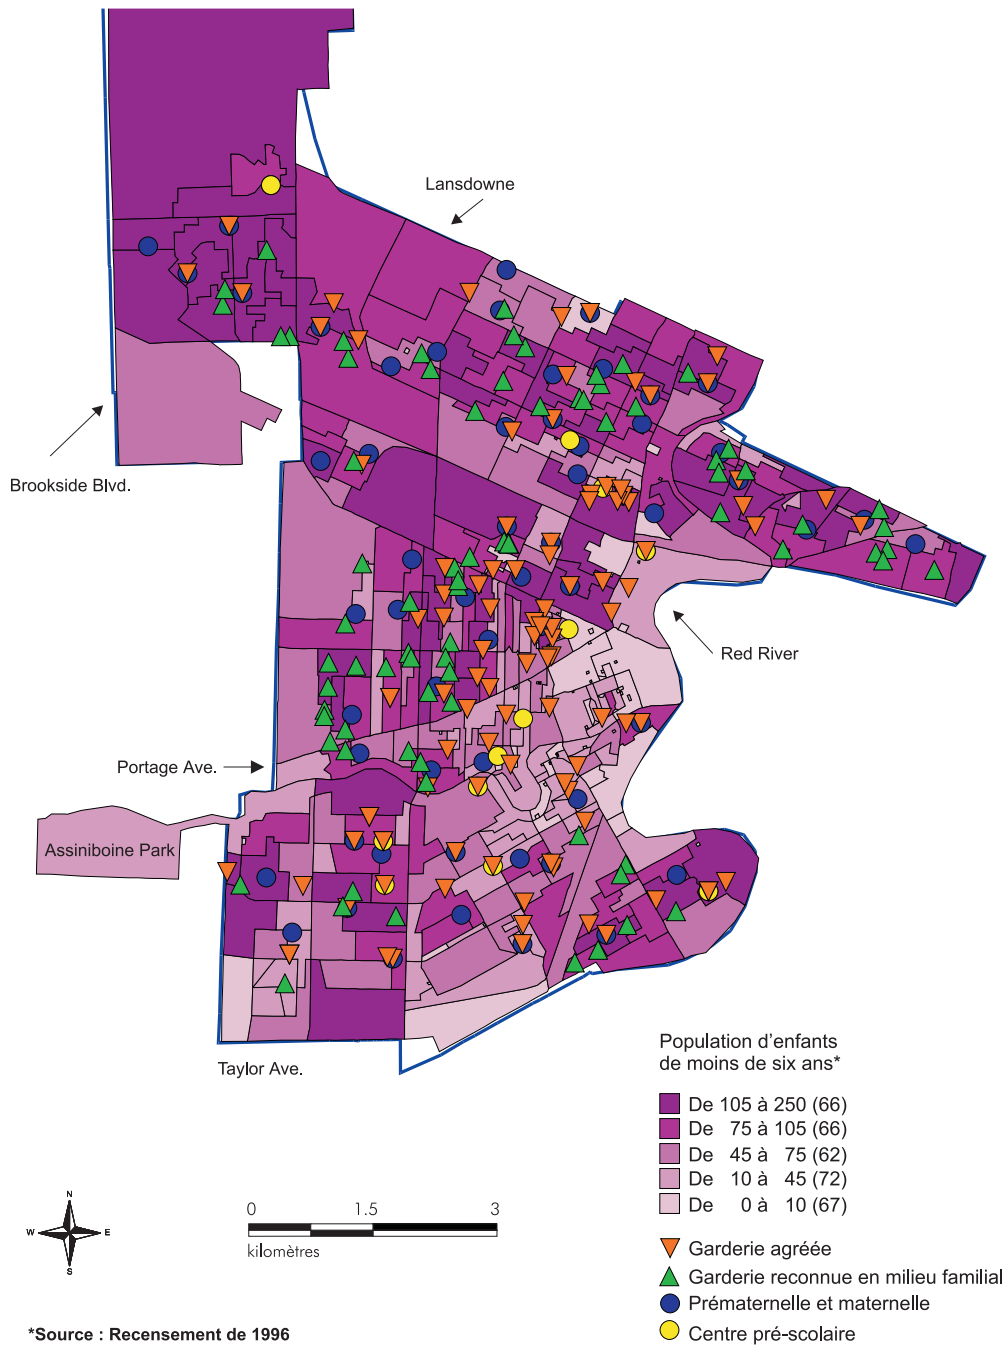 Lansdowne
Brookside Blvd.
Red River
Portage Ave.
Assiniboine Park
Taylor Ave.
Population d'enfants
de moins de six ans*
De 105 à 250 (66)
De 75 à 105 (66)
De 45 à 75 (62)
De 10 à 45 (72)
De 0 à 10 (67)
N
W E
S
0 1.5 3
kilomètres
Garderie agréée
Garderie reconnue en milieu familial
Prématernelle et maternelle
Centre pré-scolaire
*Source : Recensement de 1996